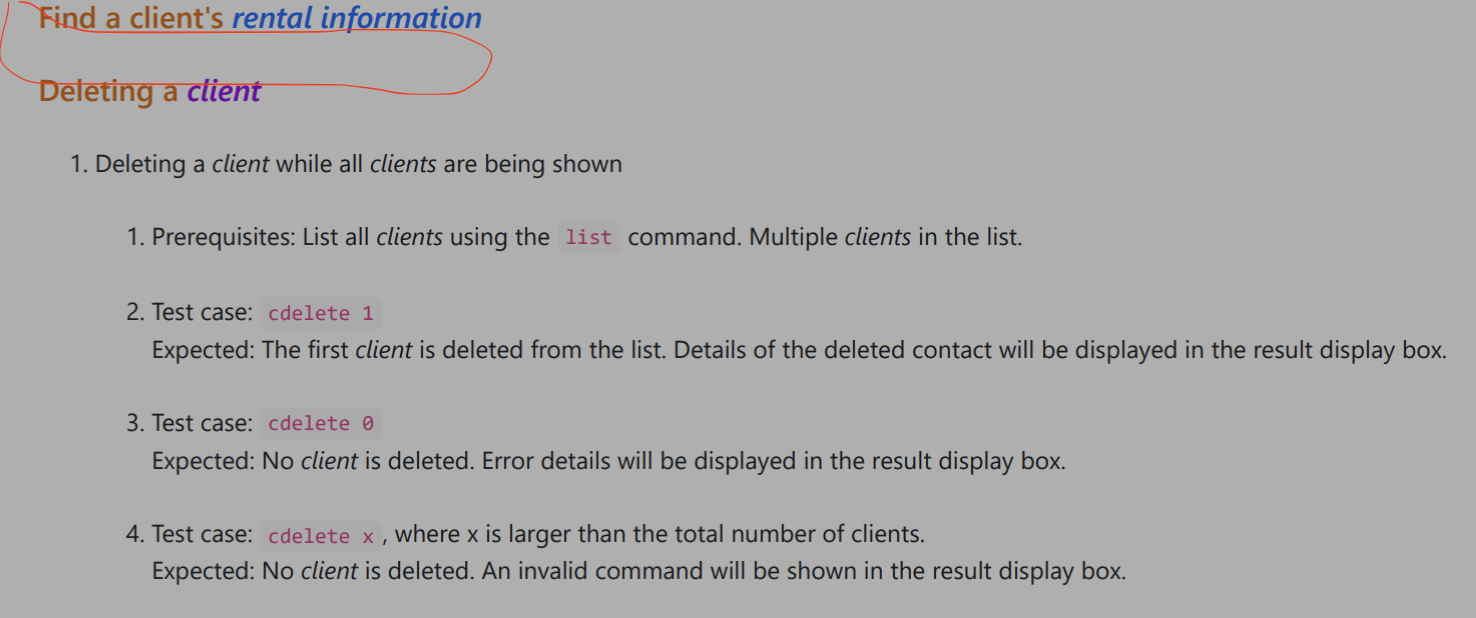 Find a client's rental information
Deleting a client
1. Deleting a client while all clients are being shown
1. Prerequisites: List all clients using the list command. Multiple clients in the list.
2. Test case: cdelete 1
Expected: The first client is deleted from the list. Details of the deleted contact will be displayed in the result display box.
3. Test case: cdelete 0
Expected: No client is deleted. Error details will be displayed in the result display box.
4. Test case: cdelete x, where x is larger than the total number of clients.
Expected: No client is deleted. An invalid command will be shown in the result display box.